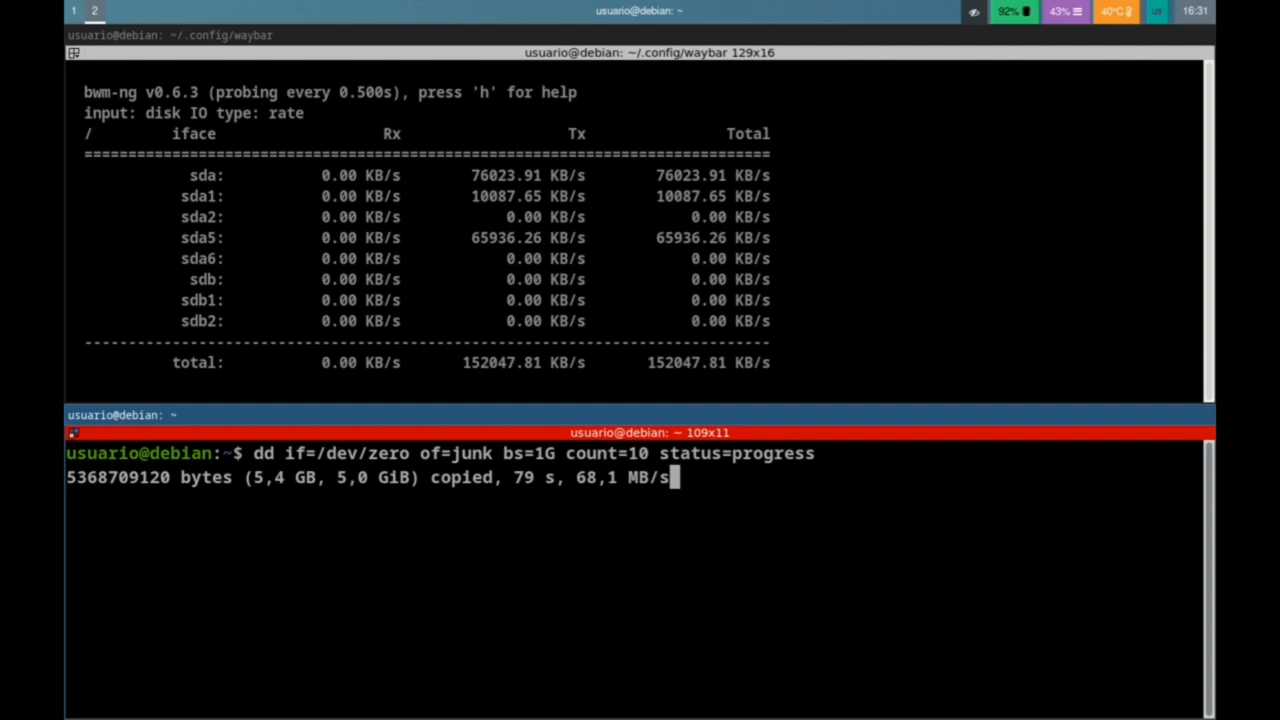 1 2 usuario@debian: ~ 92% 43% 40°C us 16:31
usuario@debian: ~/.config/waybar
usuario@debian: ~/.config/waybar 129x16
bwm-ng v0.6.3 (probing every 0.500s), press 'h' for help
input: disk IO type: rate
/ iface Rx Tx Total
==============================================================================
sda: 0.00 KB/s 76023.91 KB/s 76023.91 KB/s
sda1: 0.00 KB/s 10087.65 KB/s 10087.65 KB/s
sda2: 0.00 KB/s 0.00 KB/s 0.00 KB/s
sda5: 0.00 KB/s 65936.26 KB/s 65936.26 KB/s
sda6: 0.00 KB/s 0.00 KB/s 0.00 KB/s
sdb: 0.00 KB/s 0.00 KB/s 0.00 KB/s
sdb1: 0.00 KB/s 0.00 KB/s 0.00 KB/s
sdb2: 0.00 KB/s 0.00 KB/s 0.00 KB/s
------------------------------------------------------------------------------
total: 0.00 KB/s 152047.81 KB/s 152047.81 KB/s
usuario@debian: ~
usuario@debian: ~ 109x11
usuario@debian:~$ dd if=/dev/zero of=junk bs=1G count=10 status=progress
5368709120 bytes (5,4 GB, 5,0 GiB) copied, 79 s, 68,1 MB/s